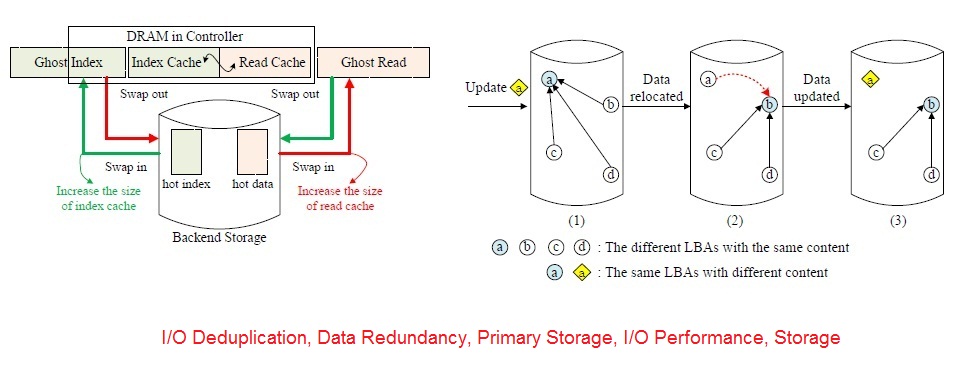 DRAM in Controller
Ghost Index
Index Cache
Read Cache
Ghost Read
Swap out
Swap out
hot index
hot data
Swap in
Swap in
Increase the size
of index cache
Increase the size
of read cache
Backend Storage
Update a
a
b
c
d
(1)
Data
relocated
a
b
c
d
(2)
Data
updated
a
b
c
d
(3)
a b c d : The different LBAs with the same content
a a : The same LBAs with different content
I/O Deduplication, Data Redundancy, Primary Storage, I/O Performance, Storage